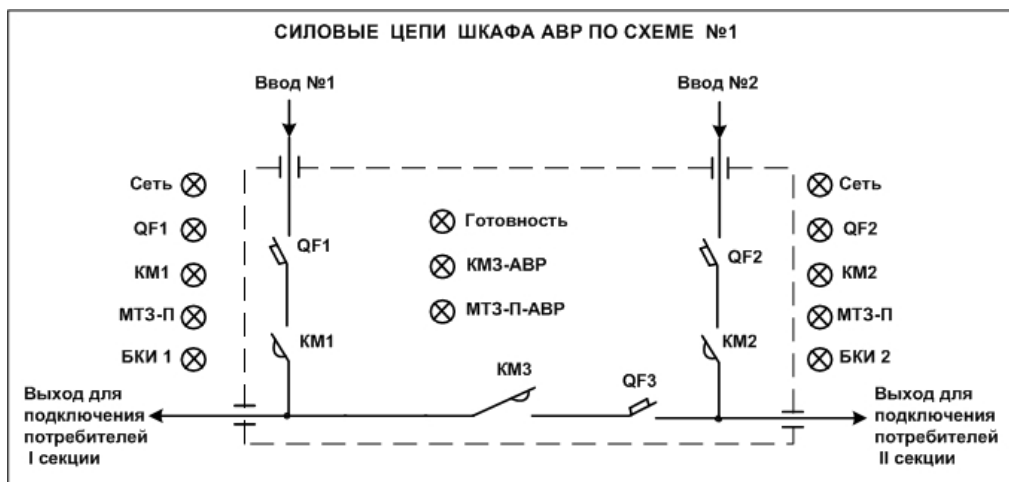 СИЛОВЫЕ ЦЕПИ ШКАФА АВР ПО СХЕМЕ №1
Ввод №1
Ввод №2
Сеть
QF1
КМ1
МТЗ-П
БКИ 1
QF1
КМ1
Готовность
КМЗ-АВР
МТЗ-П-АВР
КМ3
QF3
QF2
КМ2
Сеть
QF2
КМ2
МТЗ-П
БКИ 2
Выход для
подключения
потребителей
I секции
Выход для
подключения
потребителей
II секции